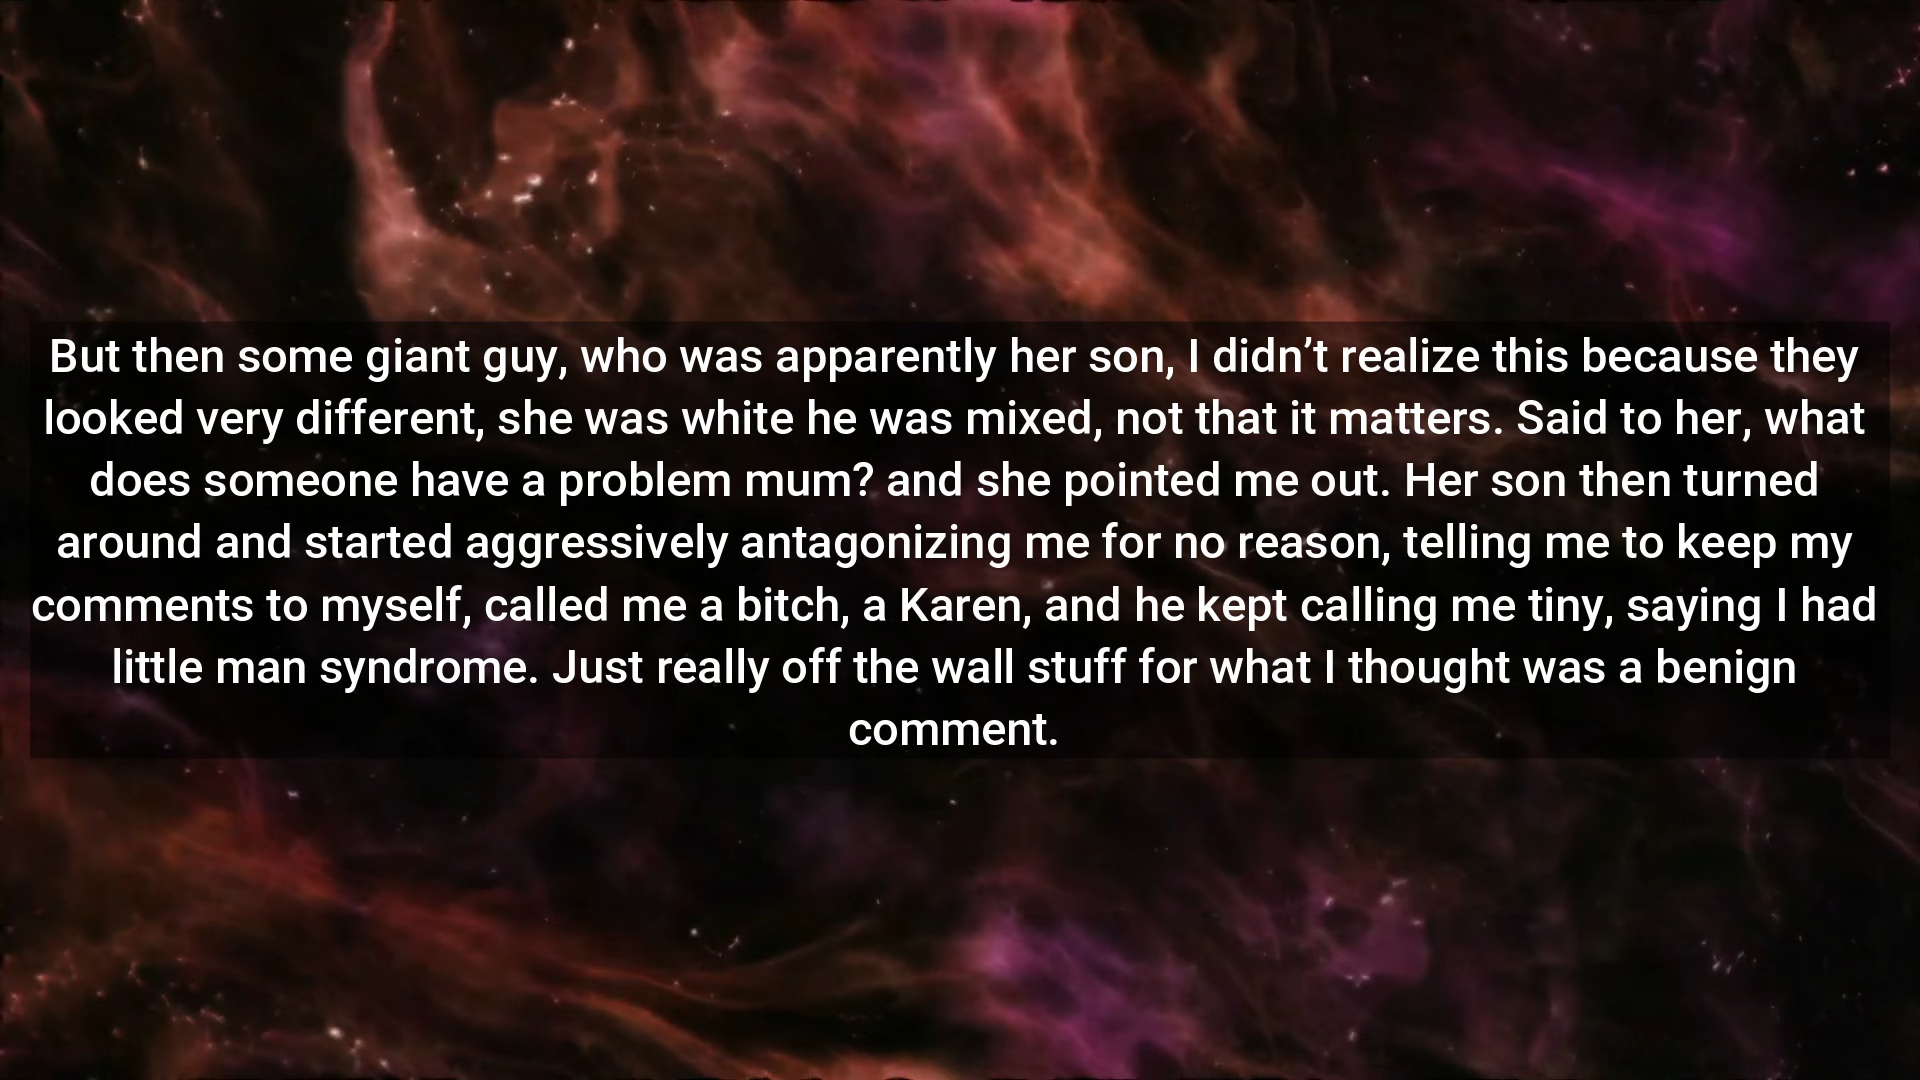 But then some giant guy, who was apparently her son, I didn’t realize this because they
looked very different, she was white he was mixed, not that it matters. Said to her, what
does someone have a problem mum? and she pointed me out. Her son then turned
around and started aggressively antagonizing me for no reason, telling me to keep my
comments to myself, called me a bitch, a Karen, and he kept calling me tiny, saying I had
little man syndrome. Just really off the wall stuff for what I thought was a benign
comment.